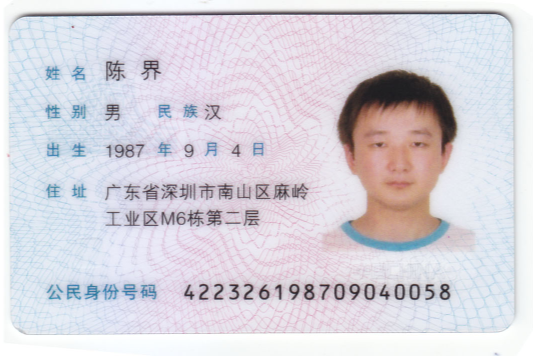 姓名 陈界
性别 男 民族 汉
出生 1987 年 9 月 4 日
住址 广东省深圳市南山区麻岭
工业区M6栋第二层
公民身份号码 422326198709040058